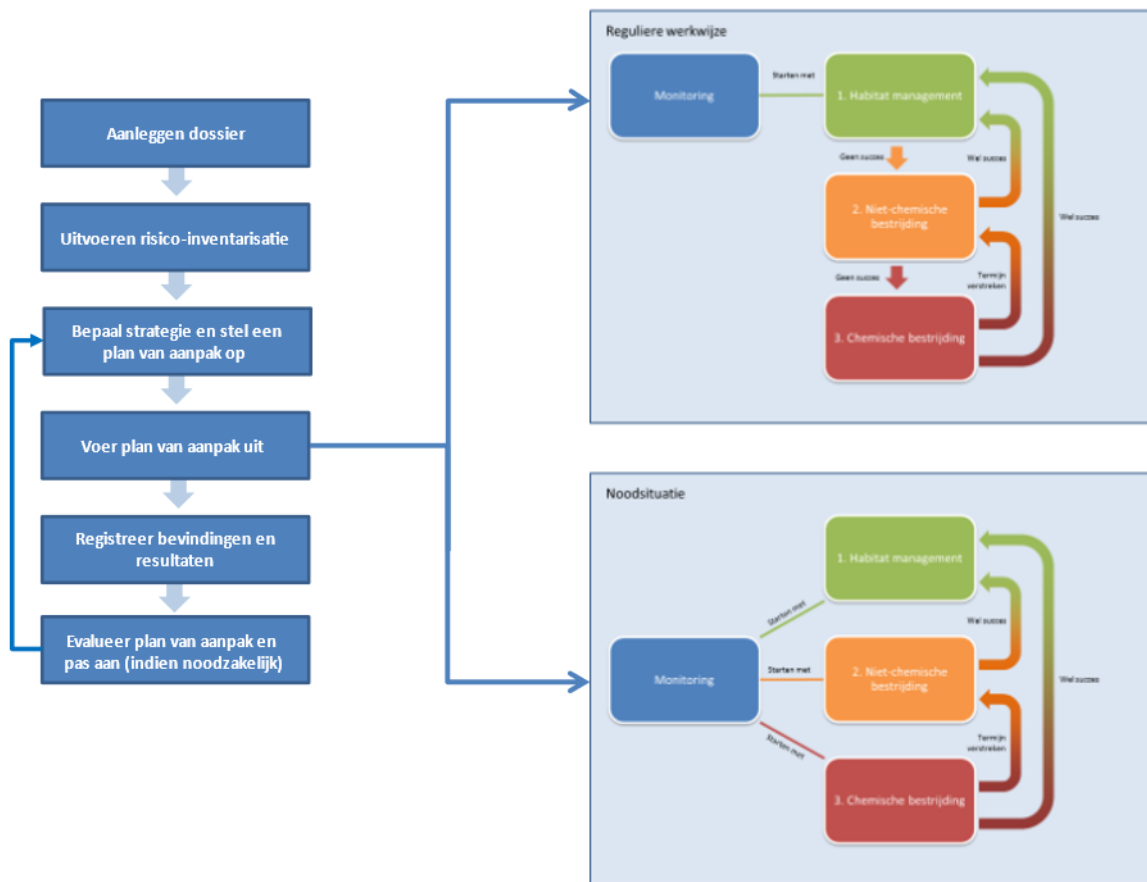 Aanleggen dossier
Uitvoeren risico-inventarisatie
Bepaal strategie en stel een
plan van aanpak op
Voer plan van aanpak uit
Registreer bevindingen en
resultaten
Evalueer plan van aanpak en
pas aan (indien noodzakelijk)
Reguliere werkwijze
Monitoring
Starten met
1. Habitat management
Geen succes
Wel succes
2. Niet-chemische
bestrijding
Wel succes
Geen succes
Termijn
verstreken
3. Chemische bestrijding
Noodsituatie
1. Habitat management
Starten met
Wel succes
Monitoring
Starten met
2. Niet-chemische
bestrijding
Wel succes
Starten met
Termijn
verstreken
3. Chemische bestrijding